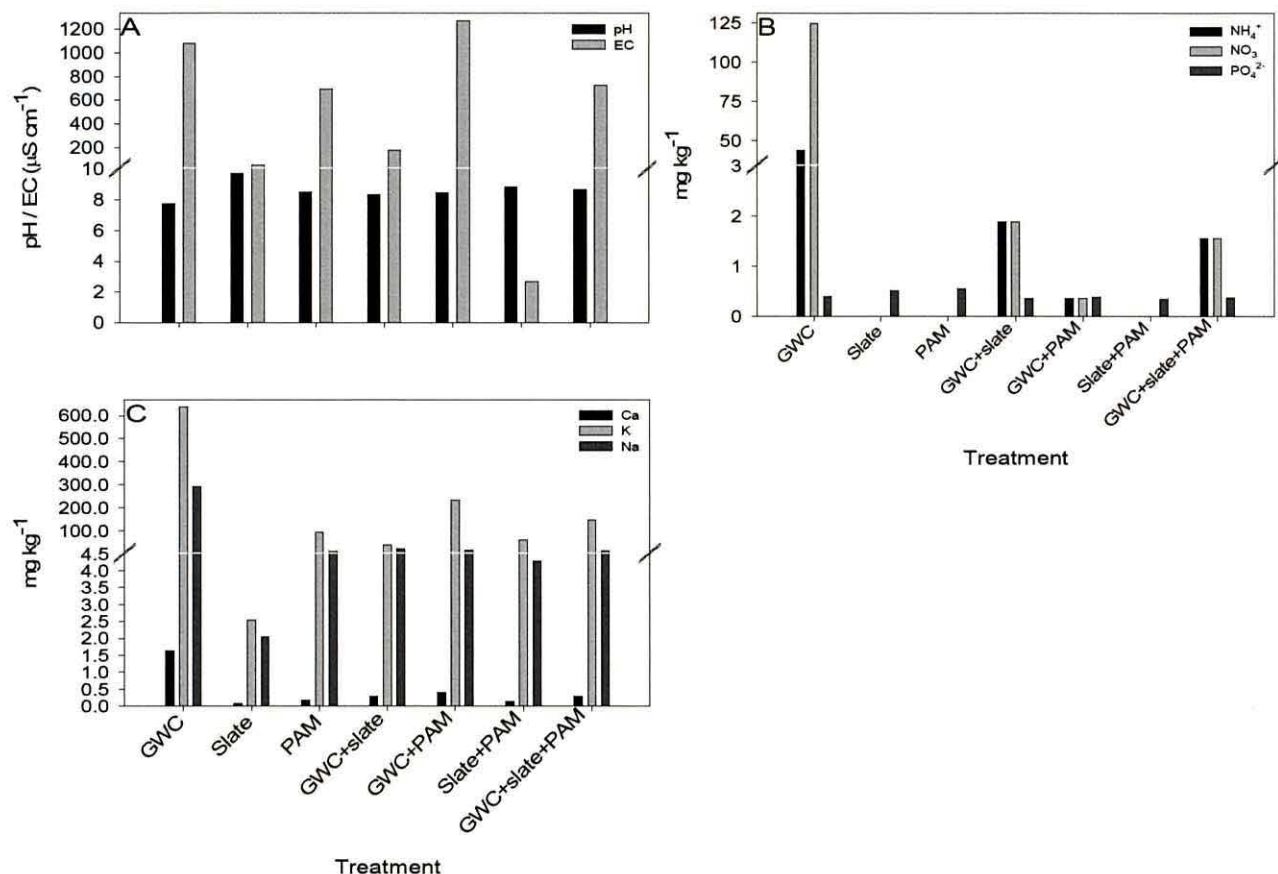 A
pH
EC
1200
1000
800
600
400
200
10
8
6
4
2
0
pH / EC (µS cm⁻¹)
B
NH₄⁺
NO₃
PO₄²⁻
125
100
75
50
3
2
1
0
mg kg⁻¹
GWC
Slate
PAM
GWC+slate
GWC+PAM
Slate+PAM
GWC+slate+PAM
Treatment
C
Ca
K
Na
600.0
500.0
400.0
300.0
200.0
100.0
4.5
4.0
3.5
3.0
2.5
2.0
1.5
1.0
0.5
0.0
mg kg⁻¹
GWC
Slate
PAM
GWC+slate
GWC+PAM
Slate+PAM
GWC+slate+PAM
Treatment